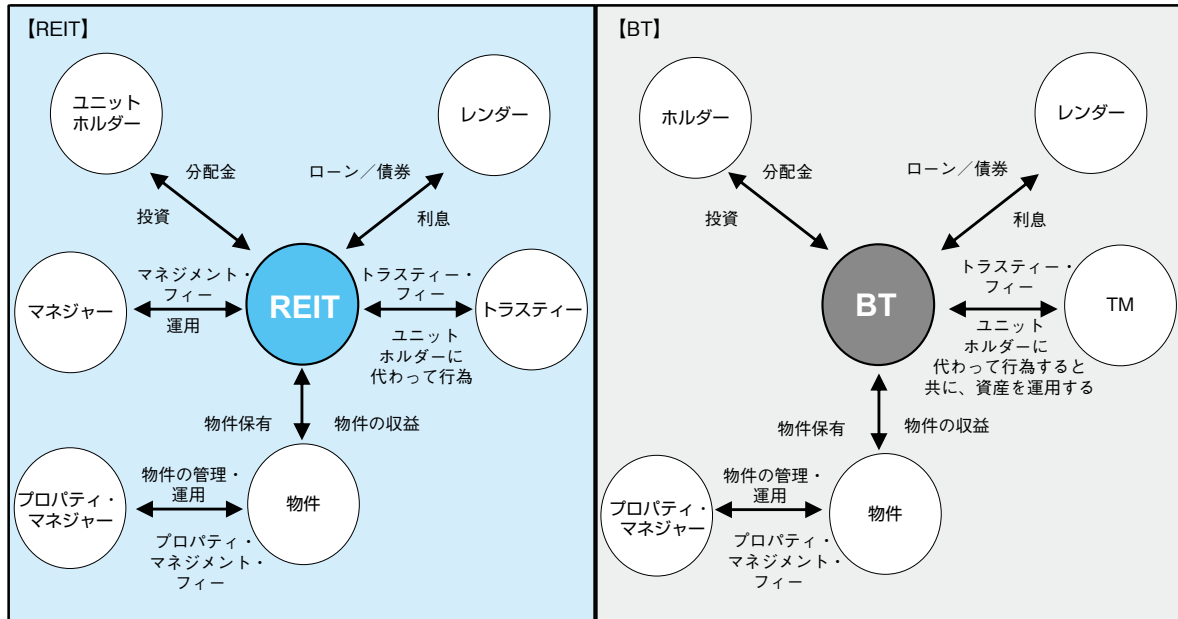 【REIT】
ユニット
ホルダー
レンダー
分配金
ローン／債券
投資
利息
マネジャー
マネジメント・
フィー
運用
REIT
トラスティー・
フィー
ユニット
ホルダーに
代わって行為
トラスティー
物件保有
物件の収益
プロパティ・
マネジャー
物件の管理・
運用
プロパティ・
マネジメント・
フィー
物件
【BT】
ホルダー
レンダー
分配金
ローン／債券
投資
利息
BT
トラスティー・
フィー
ユニット
ホルダーに
代わって行為すると
共に、資産を運用する
TM
物件保有
物件の収益
プロパティ・
マネジャー
物件の管理・
運用
プロパティ・
マネジメント・
フィー
物件